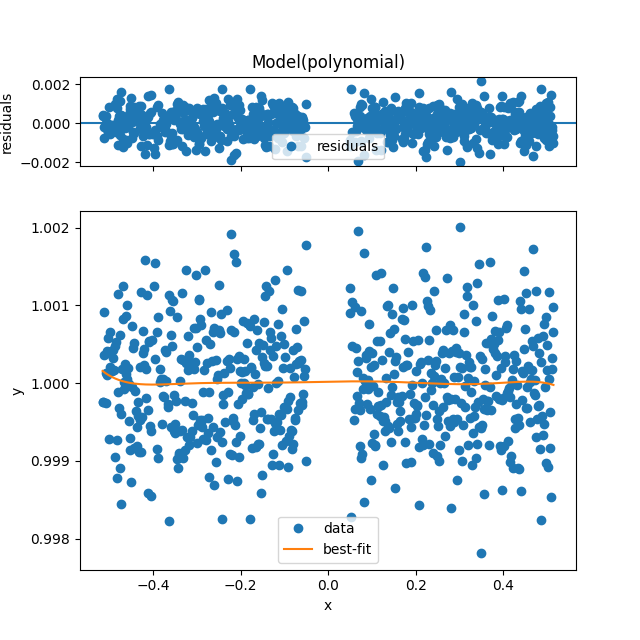 Model(polynomial)
0.002
0.000
−0.002
residuals
residuals
1.002
1.001
1.000
0.999
0.998
y
data
best-fit
−0.4 −0.2 0.0 0.2 0.4
x